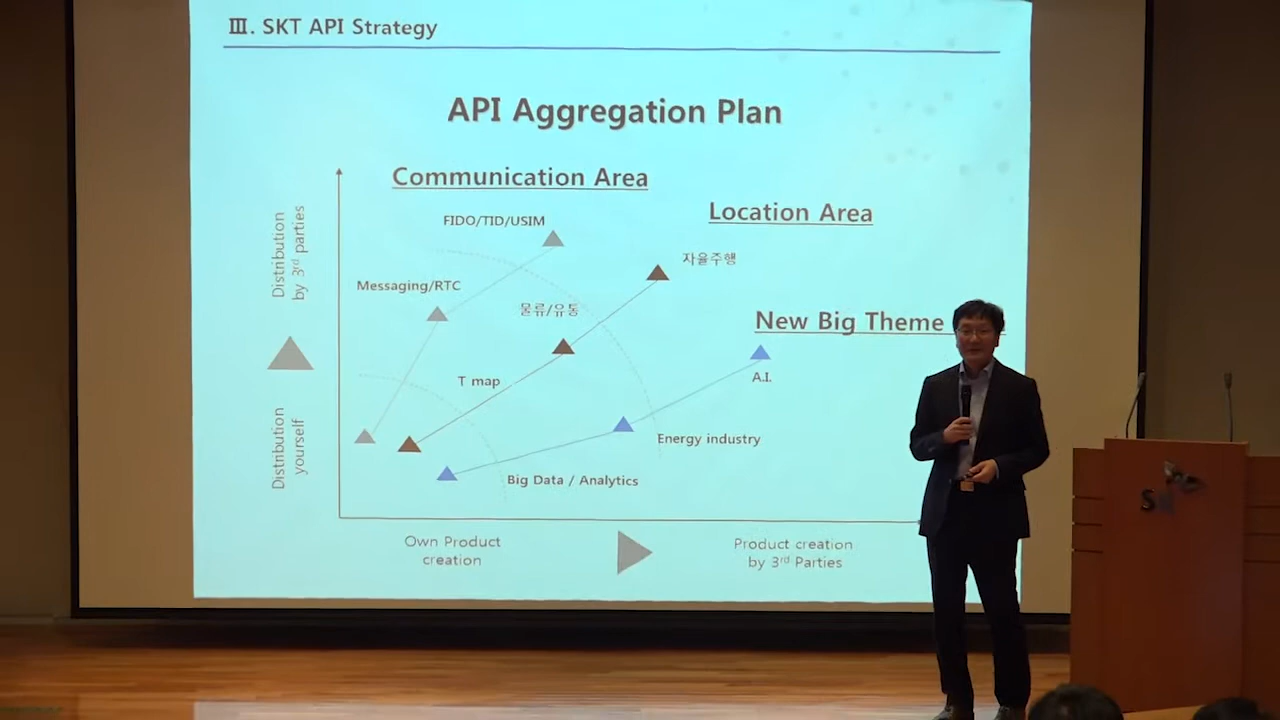 Ⅲ. SKT API Strategy
API Aggregation Plan
Communication Area
Location Area
New Big Theme
FIDO/TID/USIM
자율주행
Messaging/RTC
물류/유통
T map
A.I.
Energy industry
Big Data / Analytics
Distribution
by 3rd parties
Distribution
yourself
Own Product
creation
Product creation
by 3rd Parties